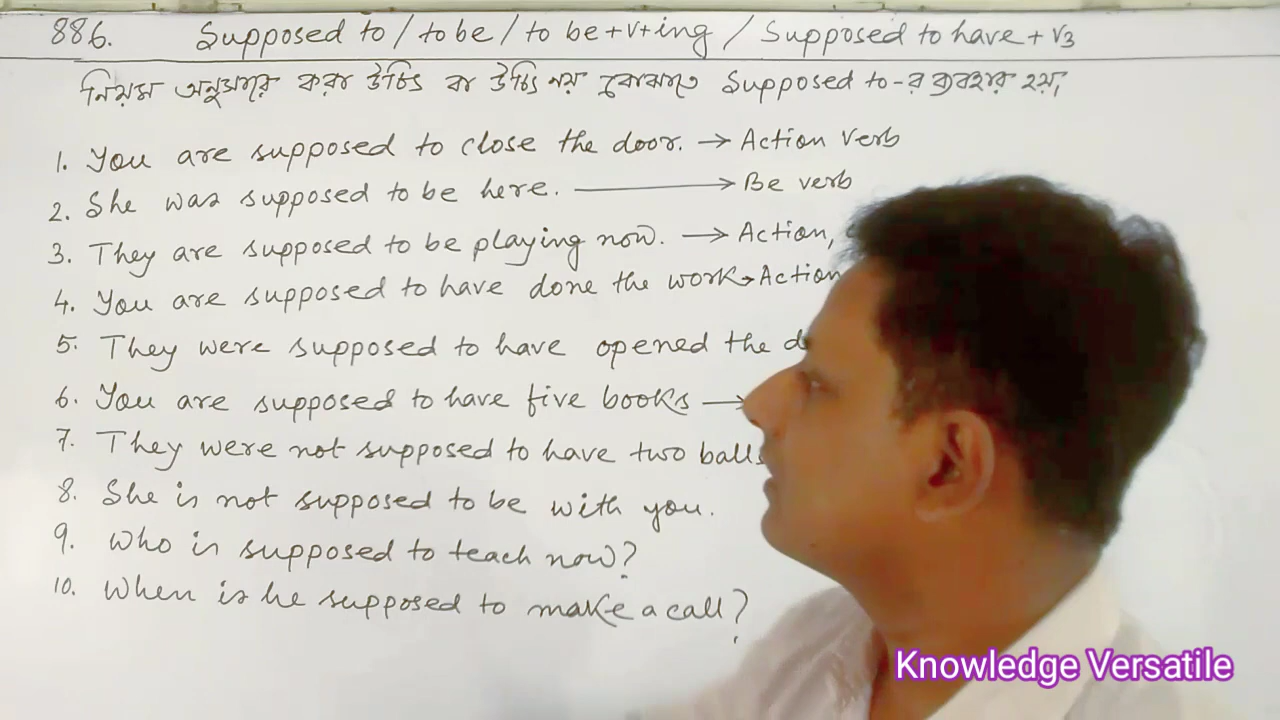 886. Supposed to / to be / to be+v+ing / Supposed to have + v3
নিয়ম অনুসারে করা উচিৎ বা উচিৎ নয় বোঝাতে Supposed to-র ব্যবহার হয়,
1. You are supposed to close the door. → Action verb
2. She was supposed to be here. → Be verb
3. They are supposed to be playing now. → Action,
4. You are supposed to have done the work → Action
5. They were supposed to have opened the d
6. You are supposed to have five books →
7. They were not supposed to have two balls
8. She is not supposed to be with you.
9. Who is supposed to teach now?
10. When is he supposed to make a call?
Knowledge Versatile